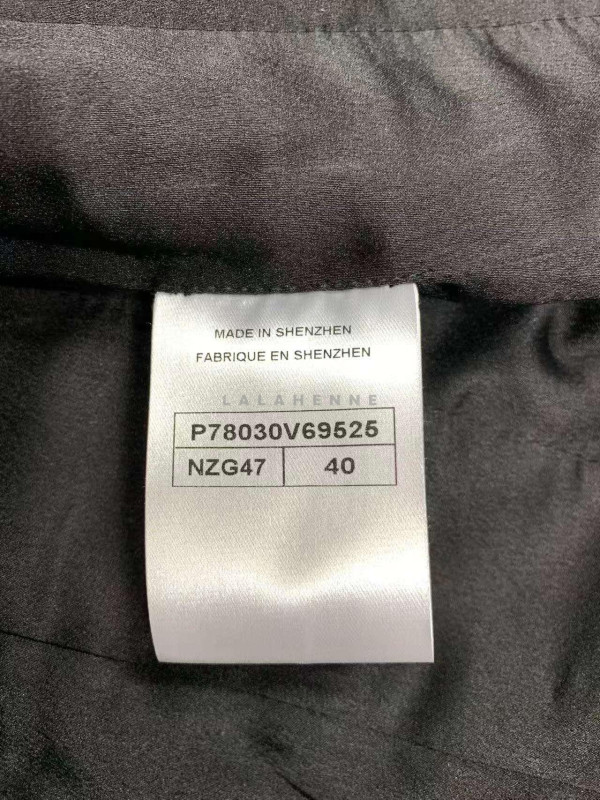 MADE IN SHENZHEN
FABRIQUE EN SHENZHEN
LALAHENNE
P78030V69525
NZG47 40